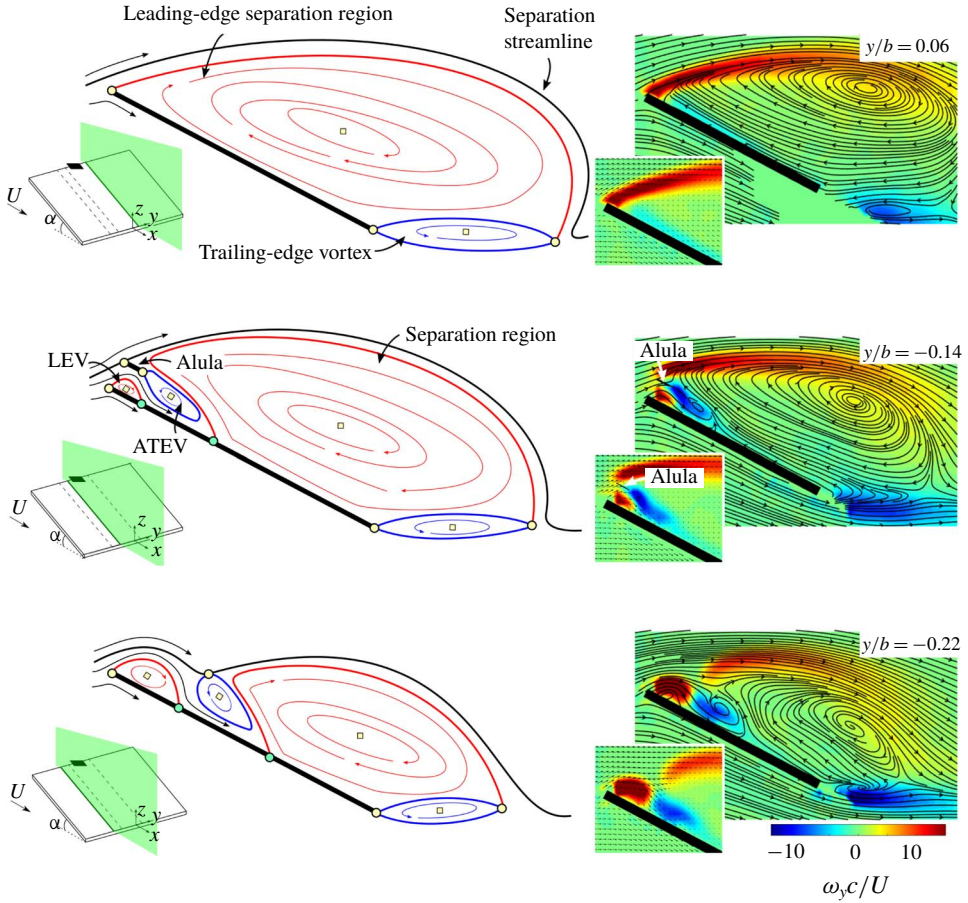 Leading-edge separation region
Separation
streamline
y/b = 0.06
U
α
z
y
x
Trailing-edge vortex
LEV
Alula
Separation region
ATEV
Alula
y/b = −0.14
Alula
U
α
z
y
x
y/b = −0.22
U
α
z
y
x
−10 0 10
ω_y c/U